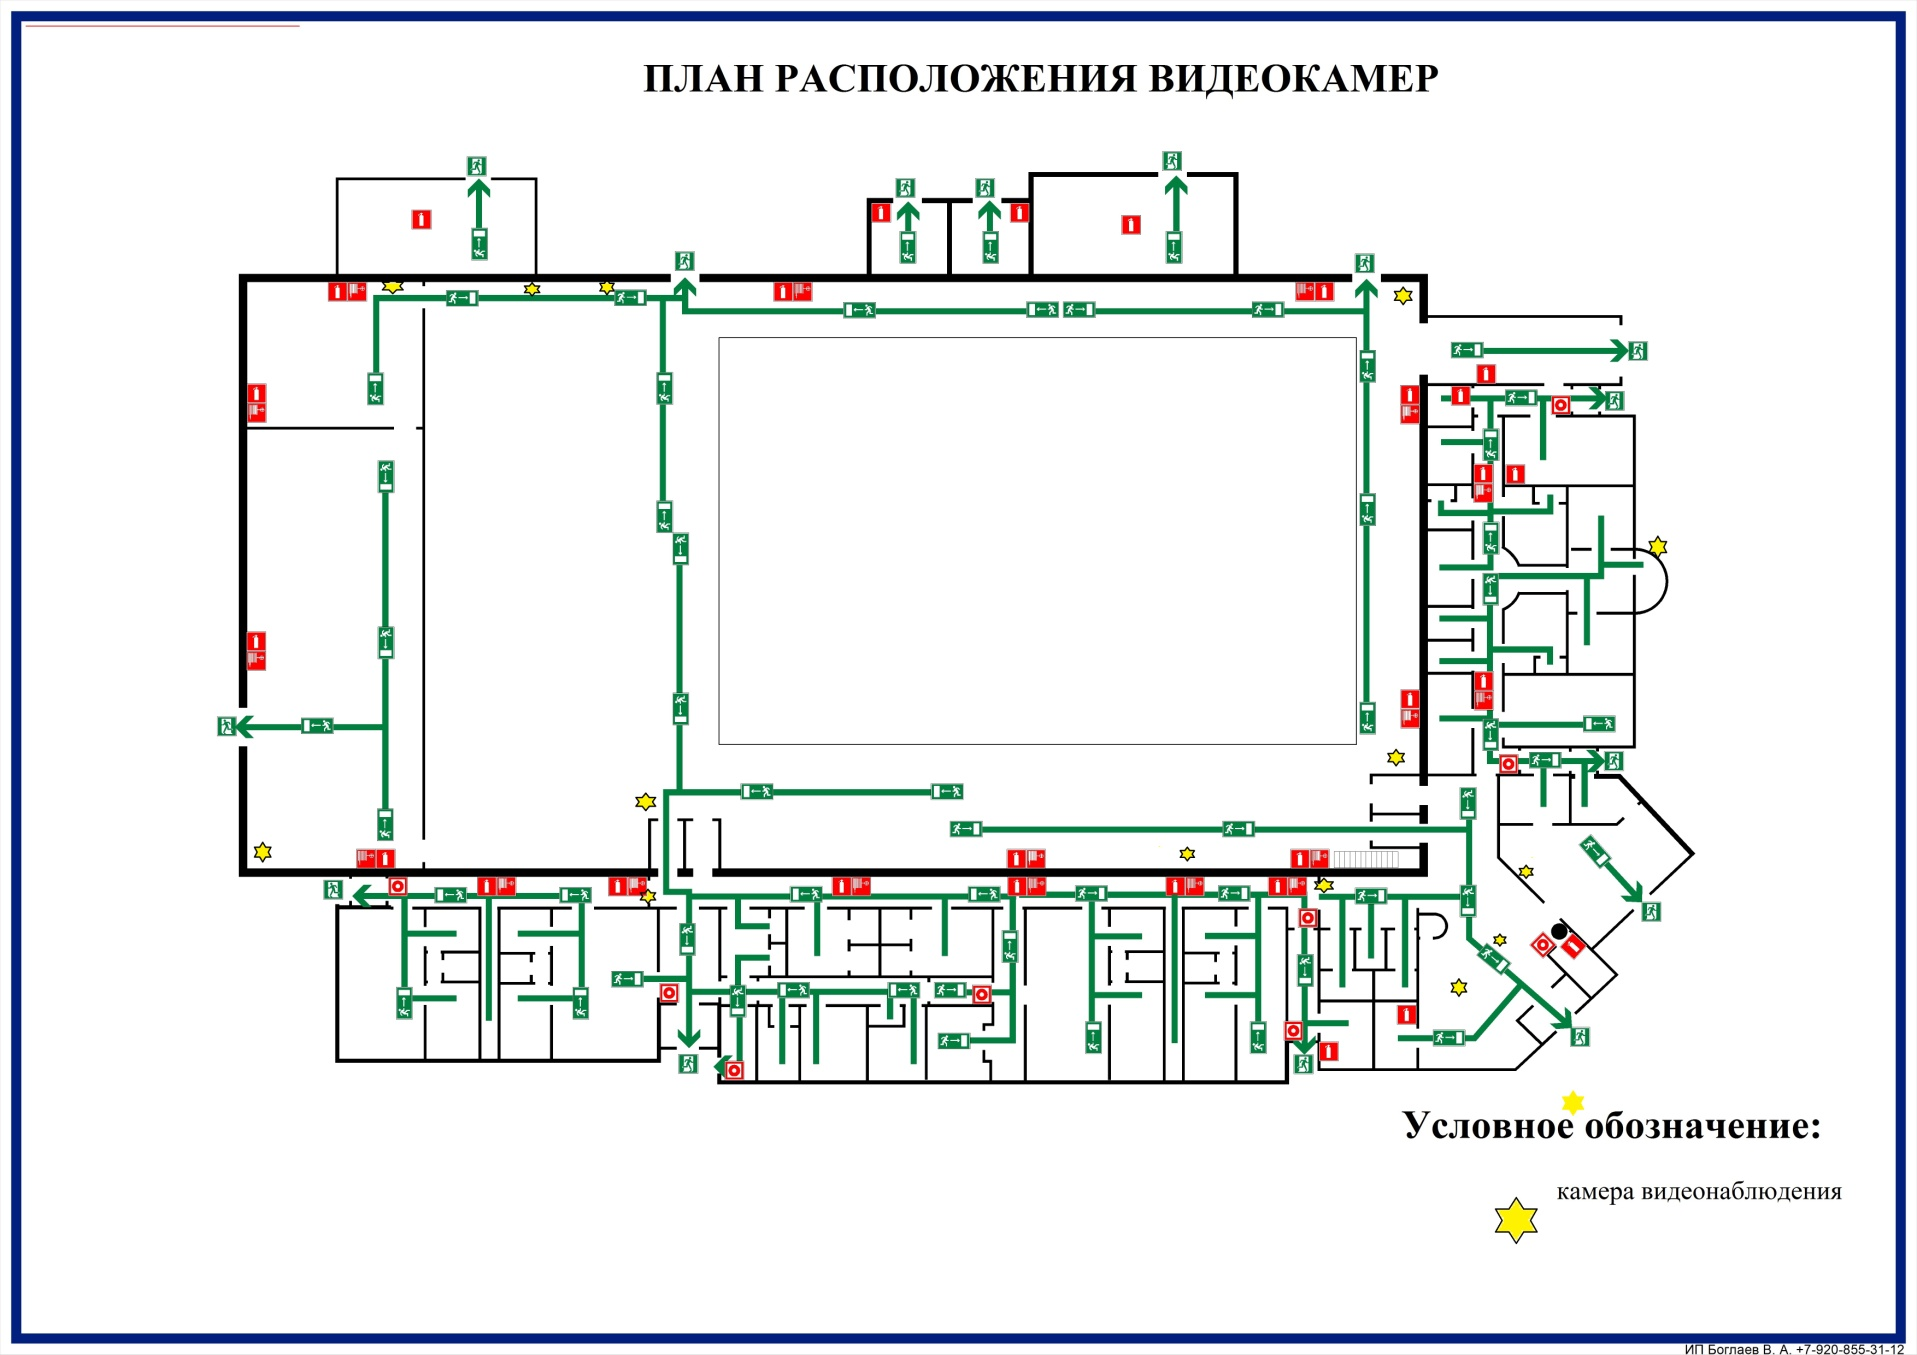 ПЛАН РАСПОЛОЖЕНИЯ ВИДЕОКАМЕР
Условное обозначение:
камера видеонаблюдения
ИП Боглаев В. А. +7-920-855-31-12